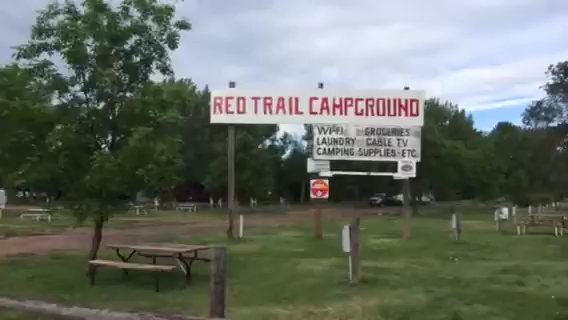 RED TRAIL CAMPGROUND
WIFI GROCERIES
LAUNDRY CABLE TV
CAMPING SUPPLIES-ETC.